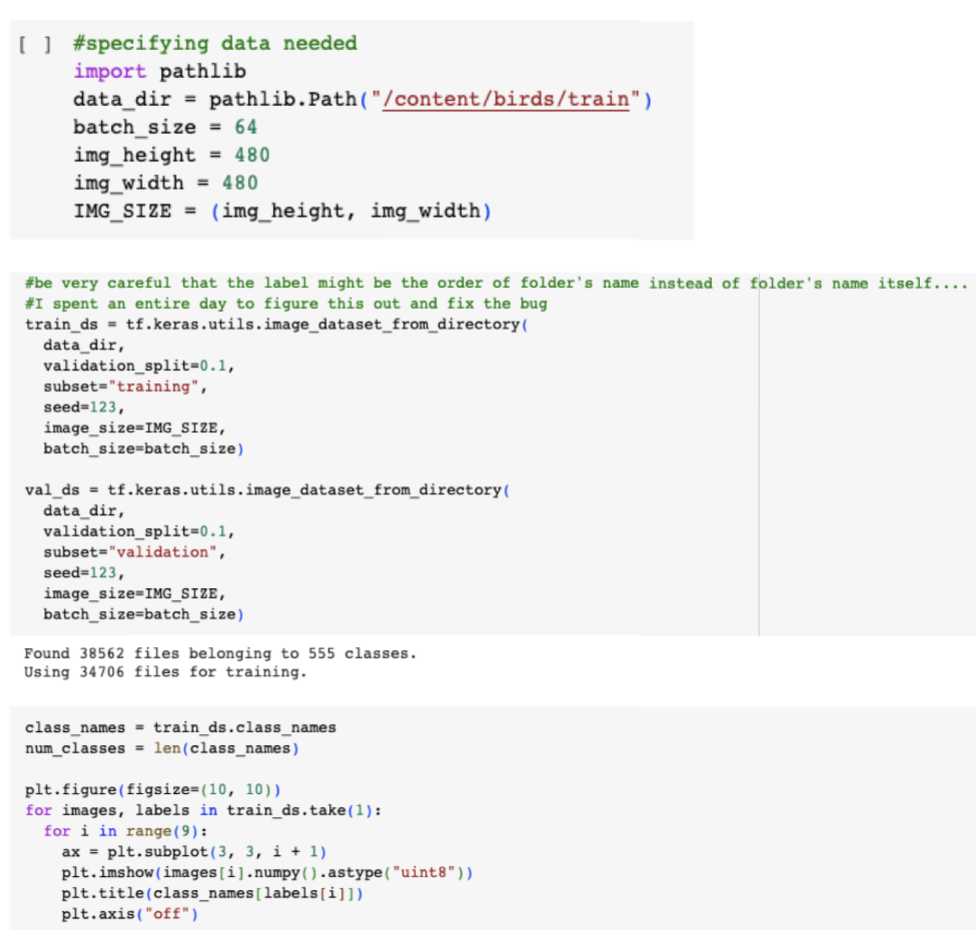 [ ] #specifying data needed
import pathlib
data_dir = pathlib.Path("/content/birds/train")
batch_size = 64
img_height = 480
img_width = 480
IMG_SIZE = (img_height, img_width)
#be very careful that the label might be the order of folder's name instead of folder's name itself....
#I spent an entire day to figure this out and fix the bug
train_ds = tf.keras.utils.image_dataset_from_directory(
  data_dir,
  validation_split=0.1,
  subset="training",
  seed=123,
  image_size=IMG_SIZE,
  batch_size=batch_size)
val_ds = tf.keras.utils.image_dataset_from_directory(
  data_dir,
  validation_split=0.1,
  subset="validation",
  seed=123,
  image_size=IMG_SIZE,
  batch_size=batch_size)
Found 38562 files belonging to 555 classes.
Using 34706 files for training.
class_names = train_ds.class_names
num_classes = len(class_names)
plt.figure(figsize=(10, 10))
for images, labels in train_ds.take(1):
  for i in range(9):
    ax = plt.subplot(3, 3, i + 1)
    plt.imshow(images[i].numpy().astype("uint8"))
    plt.title(class_names[labels[i]])
    plt.axis("off")